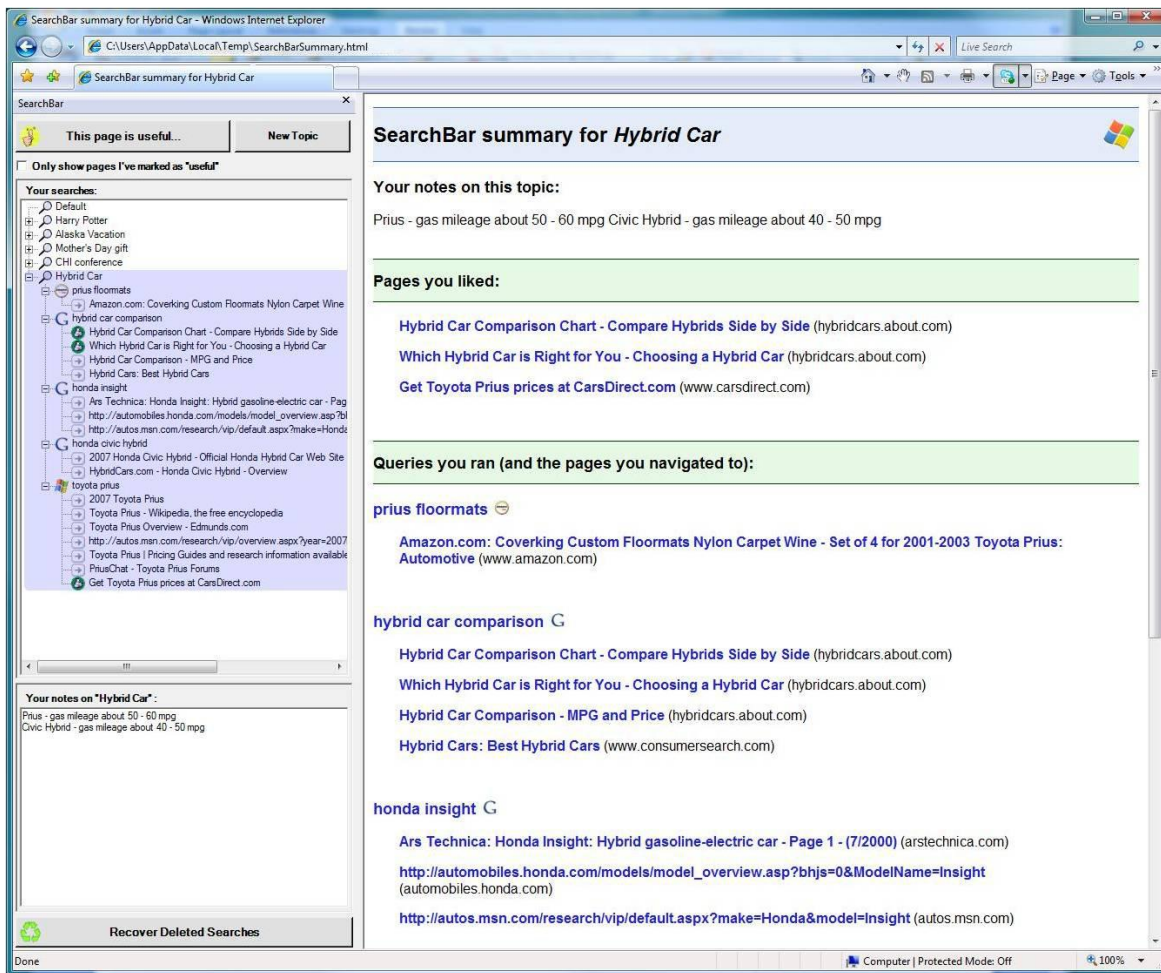 SearchBar summary for Hybrid Car - Windows Internet Explorer
C:\Users\AppData\Local\Temp\SearchBarSummary.html
Live Search
SearchBar summary for Hybrid Car
Page
Tools
SearchBar
This page is useful...
New Topic
Only show pages I've marked as "useful"
Your searches:
Default
Harry Potter
Alaska Vacation
Mother's Day gift
CHI conference
Hybrid Car
prius floormats
Amazon.com: Coverking Custom Floormats Nylon Carpet Wine
hybrid car comparison
Hybrid Car Comparison Chart - Compare Hybrids Side by Side
Which Hybrid Car is Right for You - Choosing a Hybrid Car
Hybrid Car Comparison - MPG and Price
Hybrid Cars: Best Hybrid Cars
honda insight
Ars Technica: Honda Insight: Hybrid gasoline-electric car - Pag
http://automobiles.honda.com/models/model_overview.asp?bl
http://autos.msn.com/research/vip/default.aspx?make=Honda
honda civic hybrid
2007 Honda Civic Hybrid - Official Honda Hybrid Car Web Site
HybridCars.com - Honda Civic Hybrid - Overview
toyota prius
2007 Toyota Prius
Toyota Prius - Wikipedia, the free encyclopedia
Toyota Prius Overview - Edmunds.com
http://autos.msn.com/research/vip/overview.aspx?year=2007
Toyota Prius | Pricing Guides and research information available
PriusChat - Toyota Prius Forums
Get Toyota Prius prices at CarsDirect.com
Your notes on "Hybrid Car" :
Prius - gas mileage about 50 - 60 mpg
Civic Hybrid - gas mileage about 40 - 50 mpg
Recover Deleted Searches
SearchBar summary for Hybrid Car
Your notes on this topic:
Prius - gas mileage about 50 - 60 mpg Civic Hybrid - gas mileage about 40 - 50 mpg
Pages you liked:
Hybrid Car Comparison Chart - Compare Hybrids Side by Side (hybridcars.about.com)
Which Hybrid Car is Right for You - Choosing a Hybrid Car (hybridcars.about.com)
Get Toyota Prius prices at CarsDirect.com (www.carsdirect.com)
Queries you ran (and the pages you navigated to):
prius floormats
Amazon.com: Coverking Custom Floormats Nylon Carpet Wine - Set of 4 for 2001-2003 Toyota Prius:
Automotive (www.amazon.com)
hybrid car comparison G
Hybrid Car Comparison Chart - Compare Hybrids Side by Side (hybridcars.about.com)
Which Hybrid Car is Right for You - Choosing a Hybrid Car (hybridcars.about.com)
Hybrid Car Comparison - MPG and Price (hybridcars.about.com)
Hybrid Cars: Best Hybrid Cars (www.consumersearch.com)
honda insight G
Ars Technica: Honda Insight: Hybrid gasoline-electric car - Page 1 - (7/2000) (arstechnica.com)
http://automobiles.honda.com/models/model_overview.asp?bhjs=0&ModelName=Insight
(automobiles.honda.com)
http://autos.msn.com/research/vip/default.aspx?make=Honda&model=Insight (autos.msn.com)
Done
Computer | Protected Mode: Off
100%